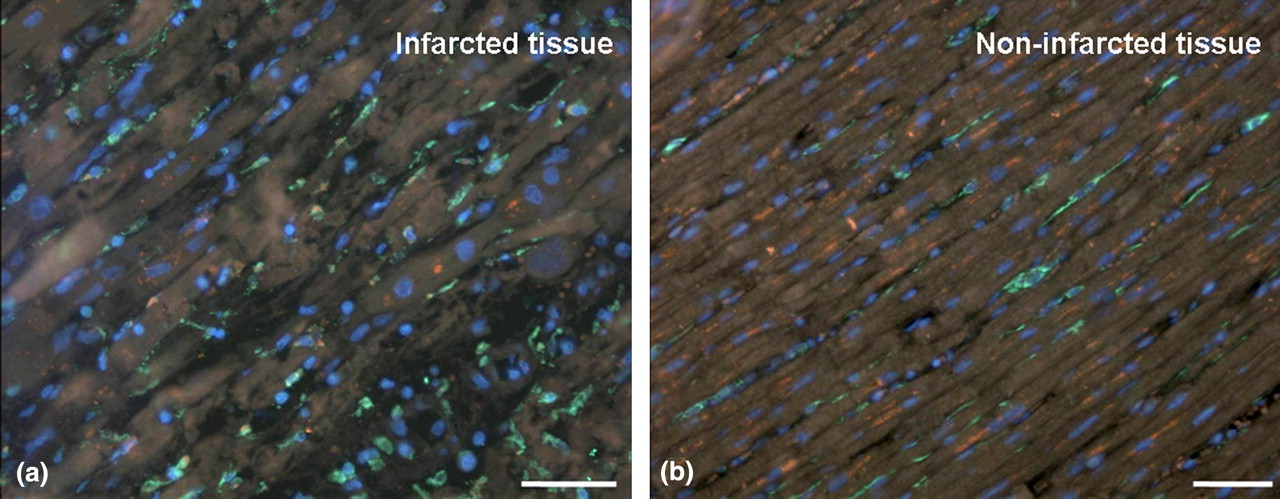 Infarcted tissue
Non-infarcted tissue
(a)
(b)